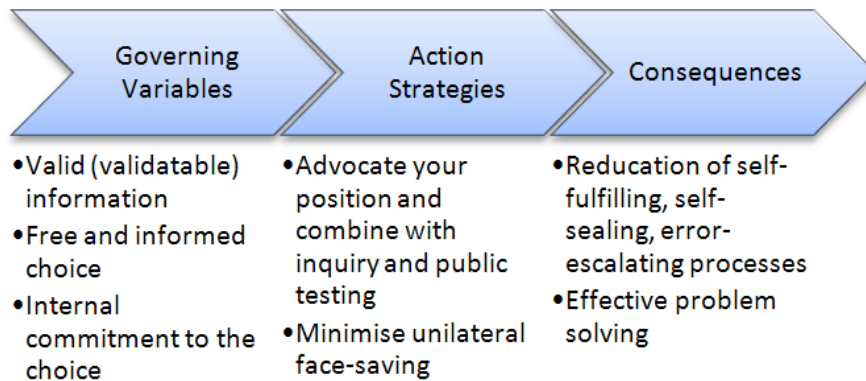 Governing
Variables
Action
Strategies
Consequences
•Valid (validatable)
information
•Free and informed
choice
•Internal
commitment to the
choice
•Advocate your
position and
combine with
inquiry and public
testing
•Minimise unilateral
face-saving
•Reducation of self-
fulfilling, self-
sealing, error-
escalating processes
•Effective problem
solving